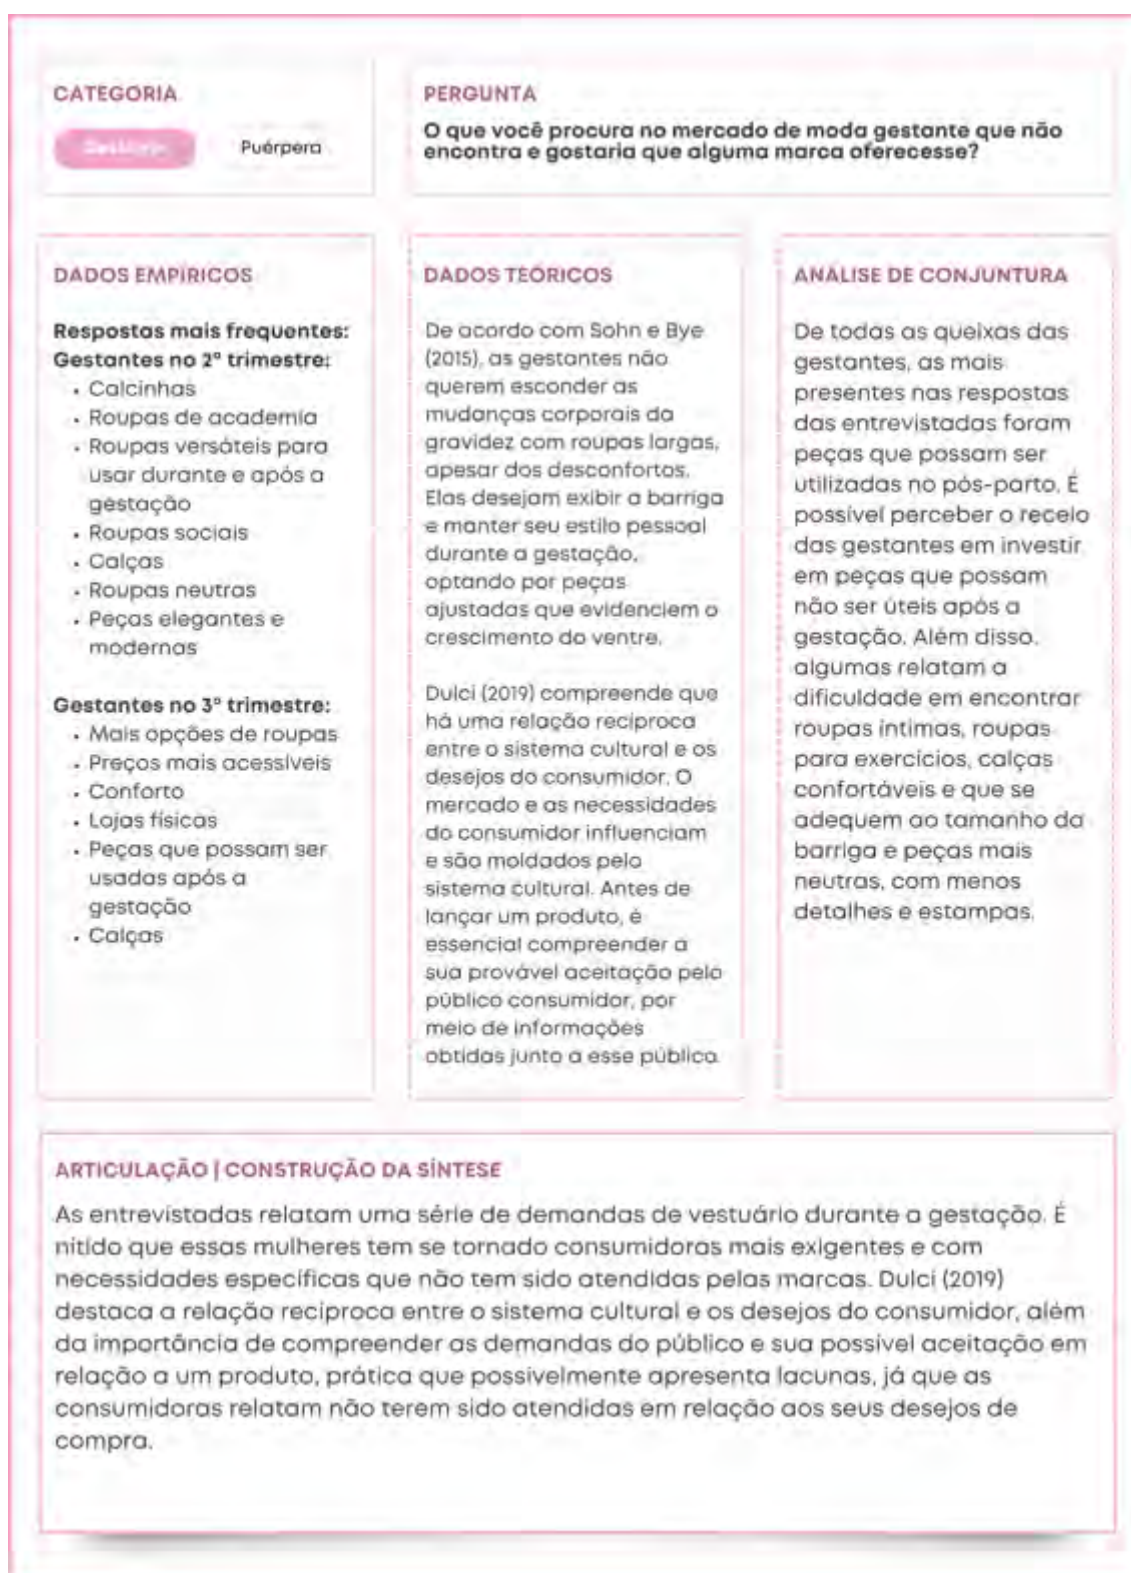 CATEGORIA
Gestante
Puérpera
PERGUNTA
O que você procura no mercado de moda gestante que não
encontra e gostaria que alguma marca oferecesse?
DADOS EMPÍRICOS
Respostas mais frequentes:
Gestantes no 2º trimestre:
• Calcinhas
• Roupas de academia
• Roupas versáteis para
usar durante e após a
gestação
• Roupas sociais
• Calças
• Roupas neutras
• Peças elegantes e
modernas
Gestantes no 3º trimestre:
• Mais opções de roupas
• Preços mais acessíveis
• Conforto
• Lojas físicas
• Peças que possam ser
usadas após a
gestação
• Calças
DADOS TEÓRICOS
De acordo com Sohn e Bye
(2015), as gestantes não
querem esconder as
mudanças corporais da
gravidez com roupas largas,
apesar dos desconfortos.
Elas desejam exibir a barriga
e manter seu estilo pessoal
durante a gestação,
optando por peças
ajustadas que evidenciem o
crescimento do ventre.
Dulci (2019) compreende que
há uma relação recíproca
entre o sistema cultural e os
desejos do consumidor. O
mercado e as necessidades
do consumidor influenciam
e são moldados pelo
sistema cultural. Antes de
lançar um produto, é
essencial compreender a
sua provável aceitação pelo
público consumidor, por
meio de informações
obtidas junto a esse público.
ANÁLISE DE CONJUNTURA
De todas as queixas das
gestantes, as mais
presentes nas respostas
das entrevistadas foram
peças que possam ser
utilizadas no pós-parto. É
possível perceber o receio
das gestantes em investir
em peças que possam
não ser úteis após a
gestação. Além disso,
algumas relatam a
dificuldade em encontrar
roupas íntimas, roupas
para exercícios, calças
confortáveis e que se
adequem ao tamanho da
barriga e peças mais
neutras, com menos
detalhes e estampas.
ARTICULAÇÃO | CONSTRUÇÃO DA SÍNTESE
As entrevistadas relatam uma série de demandas de vestuário durante a gestação. É
nítido que essas mulheres tem se tornado consumidoras mais exigentes e com
necessidades específicas que não tem sido atendidas pelas marcas. Dulci (2019)
destaca a relação recíproca entre o sistema cultural e os desejos do consumidor, além
da importância de compreender as demandas do público e sua possível aceitação em
relação a um produto, prática que possivelmente apresenta lacunas, já que as
consumidoras relatam não terem sido atendidas em relação aos seus desejos de
compra.